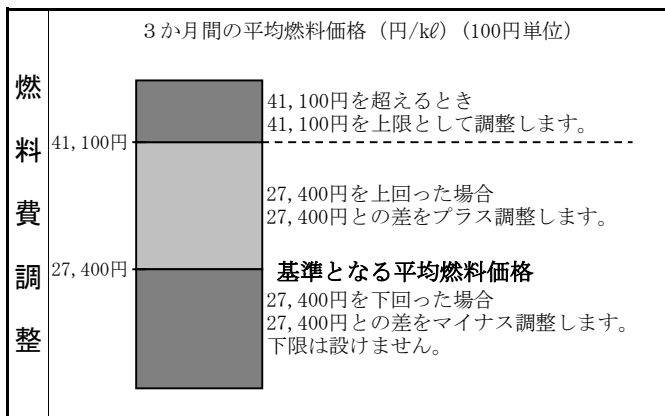 燃料費調整
3か月間の平均燃料価格（円/kℓ）（100円単位）
41,100円を超えるとき
41,100円を上限として調整します。
41,100円
27,400円を上回った場合
27,400円との差をプラス調整します。
27,400円
基準となる平均燃料価格
27,400円を下回った場合
27,400円との差をマイナス調整します。
下限は設けません。